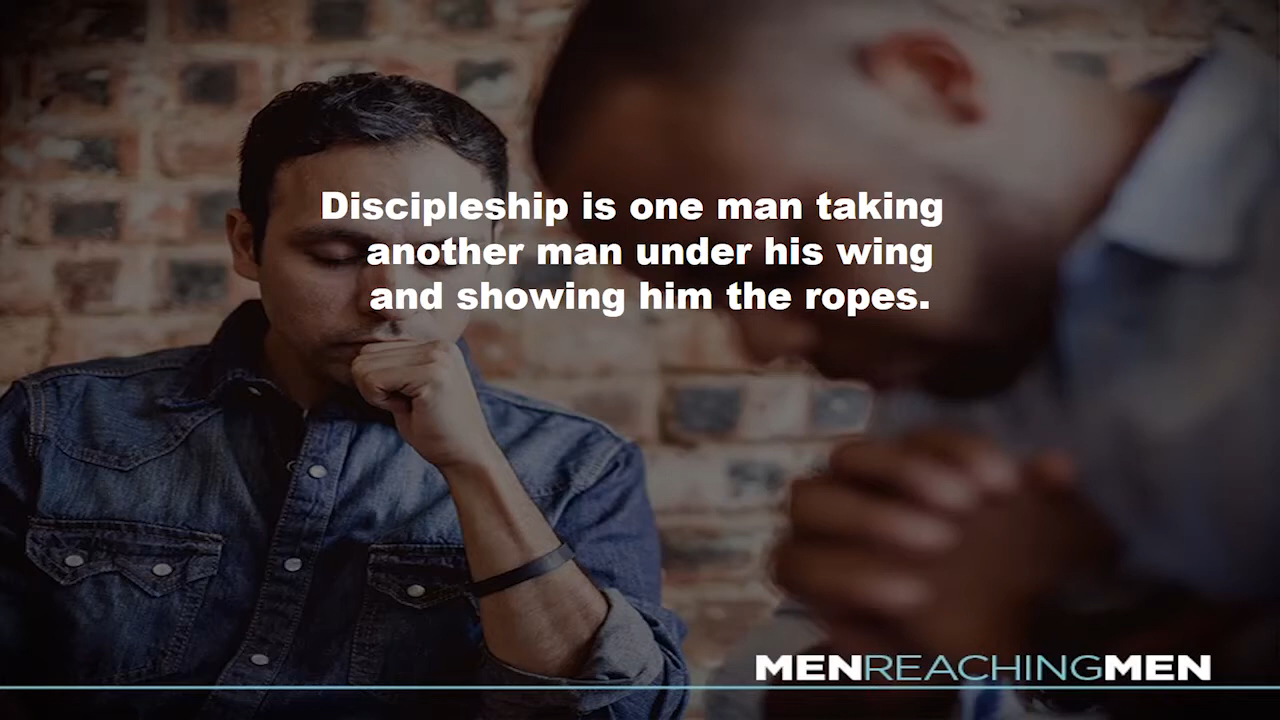 Discipleship is one man taking
another man under his wing
and showing him the ropes.
MENREACHINGMEN